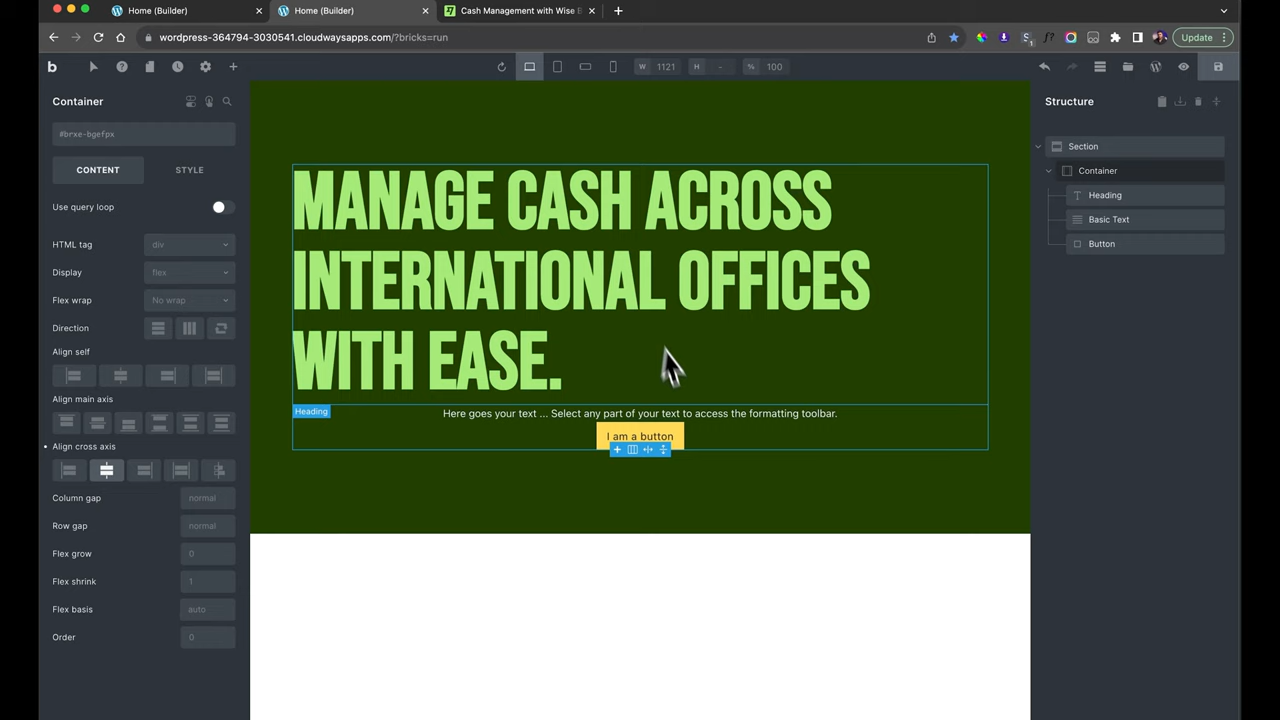 Home (Builder)
Home (Builder)
Cash Management with Wise B
wordpress-364794-3030541.cloudwaysapps.com/?bricks=run
Update
b
W 1121 H - % 100
Container
#brxe-bgefpx
CONTENT
STYLE
Use query loop
HTML tag
div
Display
flex
Flex wrap
No wrap
Direction
Align self
Align main axis
Align cross axis
Column gap
normal
Row gap
normal
Flex grow
0
Flex shrink
1
Flex basis
auto
Order
0
MANAGE CASH ACROSS
INTERNATIONAL OFFICES
WITH EASE.
Heading
Here goes your text ... Select any part of your text to access the formatting toolbar.
I am a button
Structure
Section
Container
Heading
Basic Text
Button